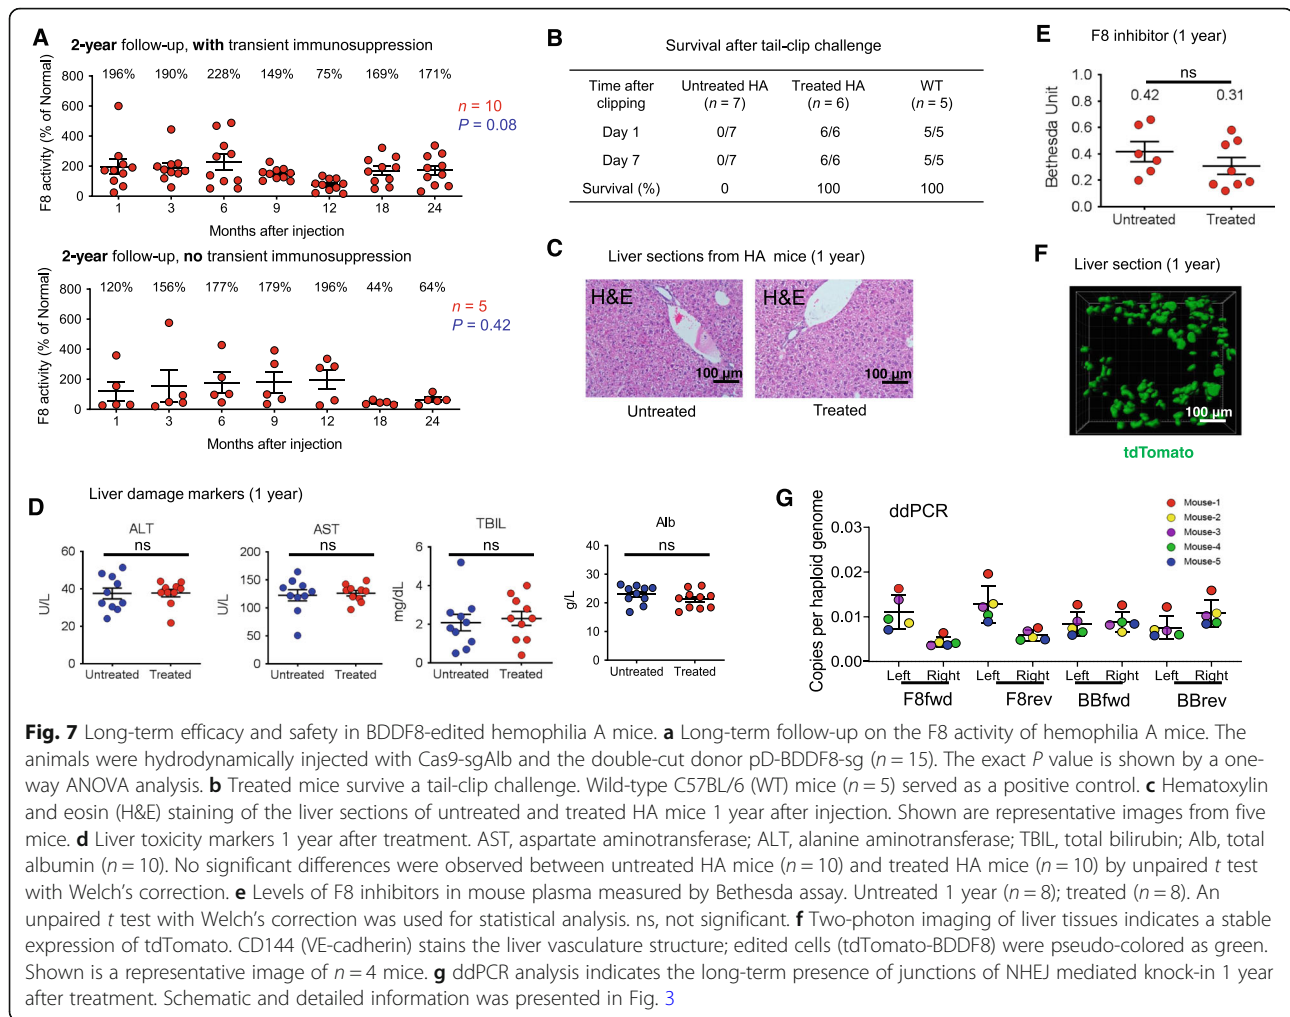 A
2-year follow-up, with transient immunosuppression
196% 190% 228% 149% 75% 169% 171%
n = 10
P = 0.08
F8 activity (% of Normal)
800
600
400
200
0
1 3 6 9 12 18 24
Months after injection
2-year follow-up, no transient immunosuppression
120% 156% 177% 179% 196% 44% 64%
n = 5
P = 0.42
F8 activity (% of Normal)
800
600
400
200
0
1 3 6 9 12 18 24
Months after injection
B
Survival after tail-clip challenge
Time after clipping Untreated HA (n = 7) Treated HA (n = 6) WT (n = 5)
Day 1 0/7 6/6 5/5
Day 7 0/7 6/6 5/5
Survival (%) 0 100 100
C
Liver sections from HA mice (1 year)
H&E
100 µm
Untreated
H&E
100 µm
Treated
D
Liver damage markers (1 year)
ALT
ns
U/L
60
40
20
0
Untreated Treated
AST
ns
U/L
200
150
100
50
0
Untreated Treated
TBIL
ns
mg/dL
6
4
2
0
Untreated Treated
Alb
ns
g/L
40
30
20
10
0
Untreated Treated
E
F8 inhibitor (1 year)
ns
0.42 0.31
Bethesda Unit
1.0
0.8
0.6
0.4
0.2
0.0
Untreated Treated
F
Liver section (1 year)
100 µm
tdTomato
G
ddPCR
Mouse-1
Mouse-2
Mouse-3
Mouse-4
Mouse-5
Copies per haploid genome
0.03
0.02
0.01
0.00
Left Right Left Right Left Right Left Right
F8fwd F8rev BBfwd BBrev
Fig. 7 Long-term efficacy and safety in BDDF8-edited hemophilia A mice. a Long-term follow-up on the F8 activity of hemophilia A mice. The
animals were hydrodynamically injected with Cas9-sgAlb and the double-cut donor pD-BDDF8-sg (n = 15). The exact P value is shown by a one-
way ANOVA analysis. b Treated mice survive a tail-clip challenge. Wild-type C57BL/6 (WT) mice (n = 5) served as a positive control. c Hematoxylin
and eosin (H&E) staining of the liver sections of untreated and treated HA mice 1 year after injection. Shown are representative images from five
mice. d Liver toxicity markers 1 year after treatment. AST, aspartate aminotransferase; ALT, alanine aminotransferase; TBIL, total bilirubin; Alb, total
albumin (n = 10). No significant differences were observed between untreated HA mice (n = 10) and treated HA mice (n = 10) by unpaired t test
with Welch's correction. e Levels of F8 inhibitors in mouse plasma measured by Bethesda assay. Untreated 1 year (n = 8); treated (n = 8). An
unpaired t test with Welch's correction was used for statistical analysis. ns, not significant. f Two-photon imaging of liver tissues indicates a stable
expression of tdTomato. CD144 (VE-cadherin) stains the liver vasculature structure; edited cells (tdTomato-BDDF8) were pseudo-colored as green.
Shown is a representative image of n = 4 mice. g ddPCR analysis indicates the long-term presence of junctions of NHEJ mediated knock-in 1 year
after treatment. Schematic and detailed information was presented in Fig. 3